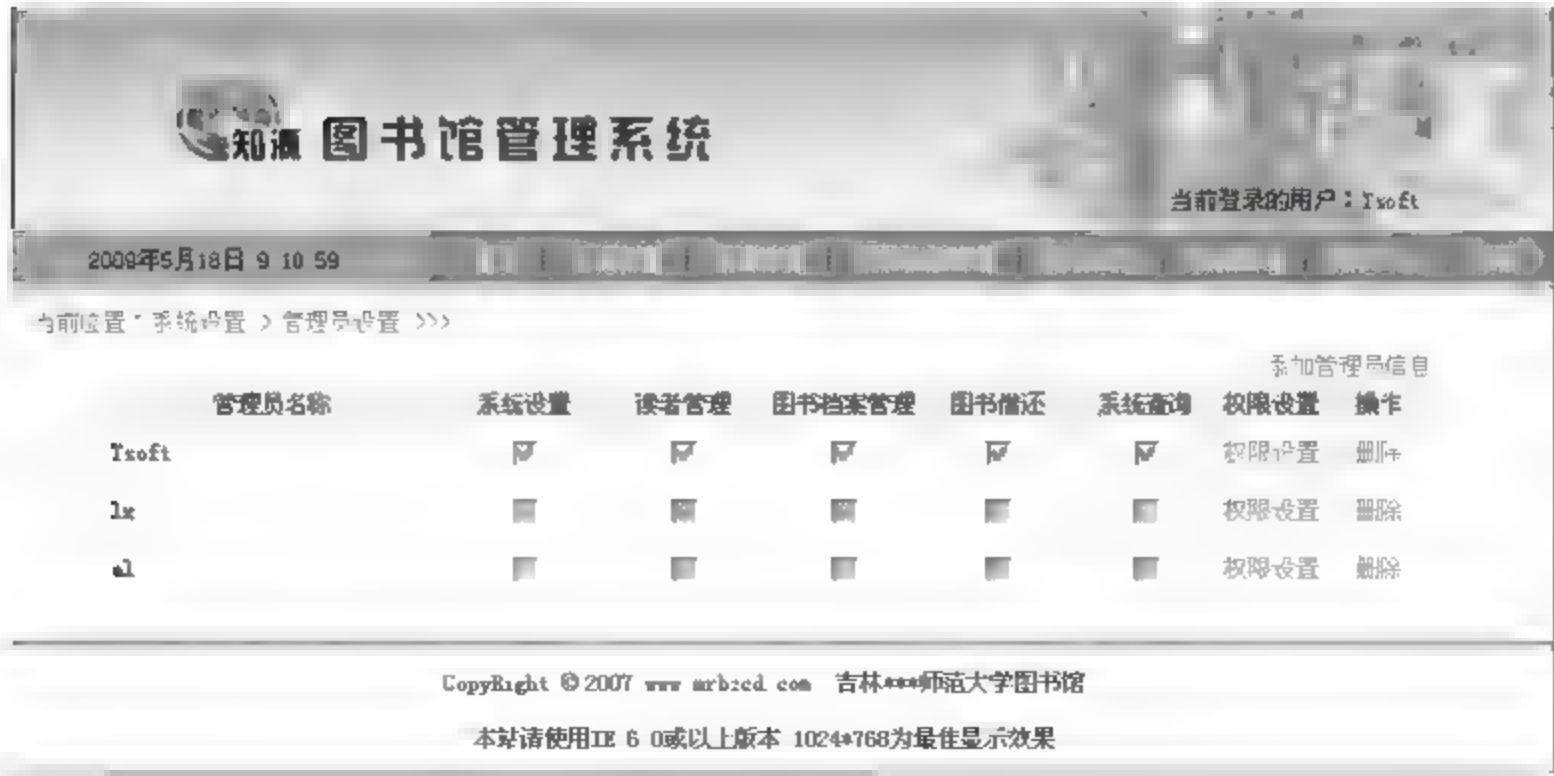 知源 图书馆管理系统
当前登录的用户：Tsoft
2009年5月18日 9 10 59
当前位置：系统设置 > 管理员设置 >>>
添加管理员信息
管理员名称 系统设置 读者管理 图书档案管理 图书借还 系统查询 权限设置 操作
Tsoft 权限设置 删除
lx 权限设置 删除
权限设置 删除
CopyRight © 2007 www mrbccd com 吉林***师范大学图书馆
本站请使用IE 6 0或以上版本 1024*768为最佳显示效果